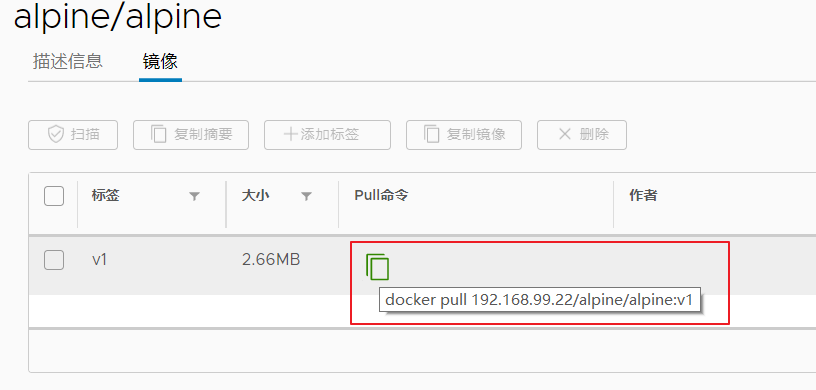 alpine/alpine
描述信息 镜像
扫描 复制摘要 添加标签 复制镜像 删除
标签 大小 Pull命令 作者
v1 2.66MB
docker pull 192.168.99.22/alpine/alpine:v1